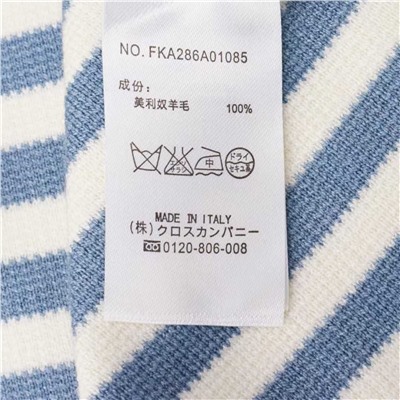 NO. FKA286A01085
成份：
美利奴羊毛 100%
中 ドライ
セキユ系
MADE IN ITALY
(株)クロスカンパニー
0120-806-008